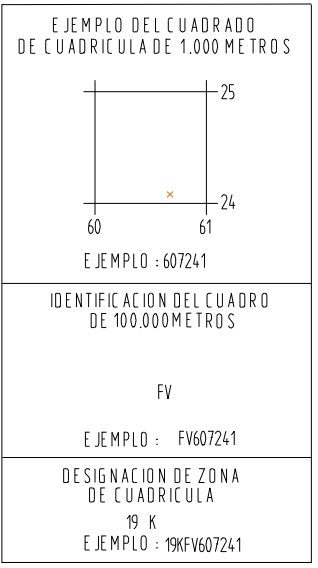 EJEMPLO DEL CUADRADO
DE CUADRICULA DE 1.000 METROS
25
24
60 61
EJEMPLO : 607241
IDENTIFICACION DEL CUADRO
DE 100.000 METROS
FV
EJEMPLO : FV607241
DESIGNACION DE ZONA
DE CUADRICULA
19 K
EJEMPLO : 19KFV607241